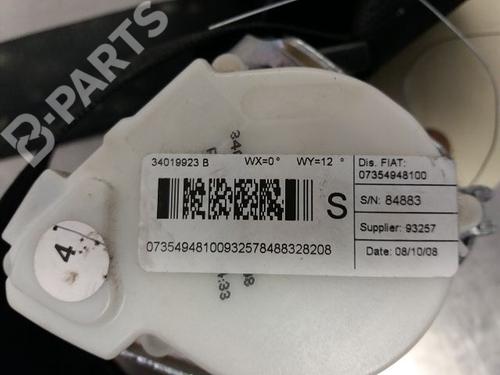 B-PARTS
34019923 B WX=0° WY=12 °
S
07354948100932578488328208
Dis. FIAT:
07354948100
S/N: 84883
Supplier: 93257
Date: 08/10/08
4